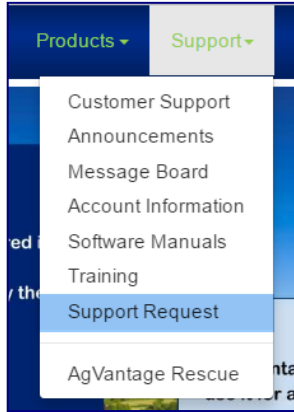 Products Support
Customer Support
Announcements
Message Board
Account Information
Software Manuals
Training
Support Request
AgVantage Rescue